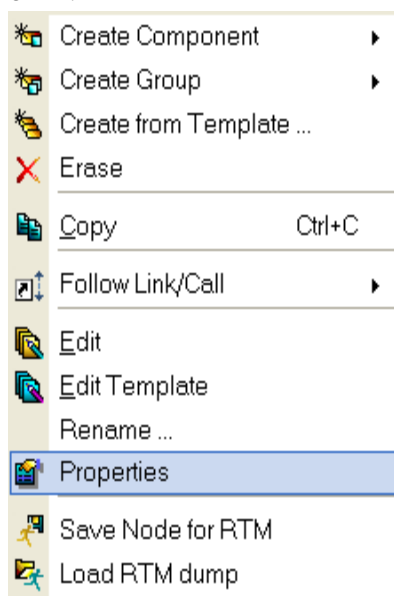 Create Component
Create Group
Create from Template ...
Erase
Copy Ctrl+C
Follow Link/Call
Edit
Edit Template
Rename ...
Properties
Save Node for RTM
Load RTM dump